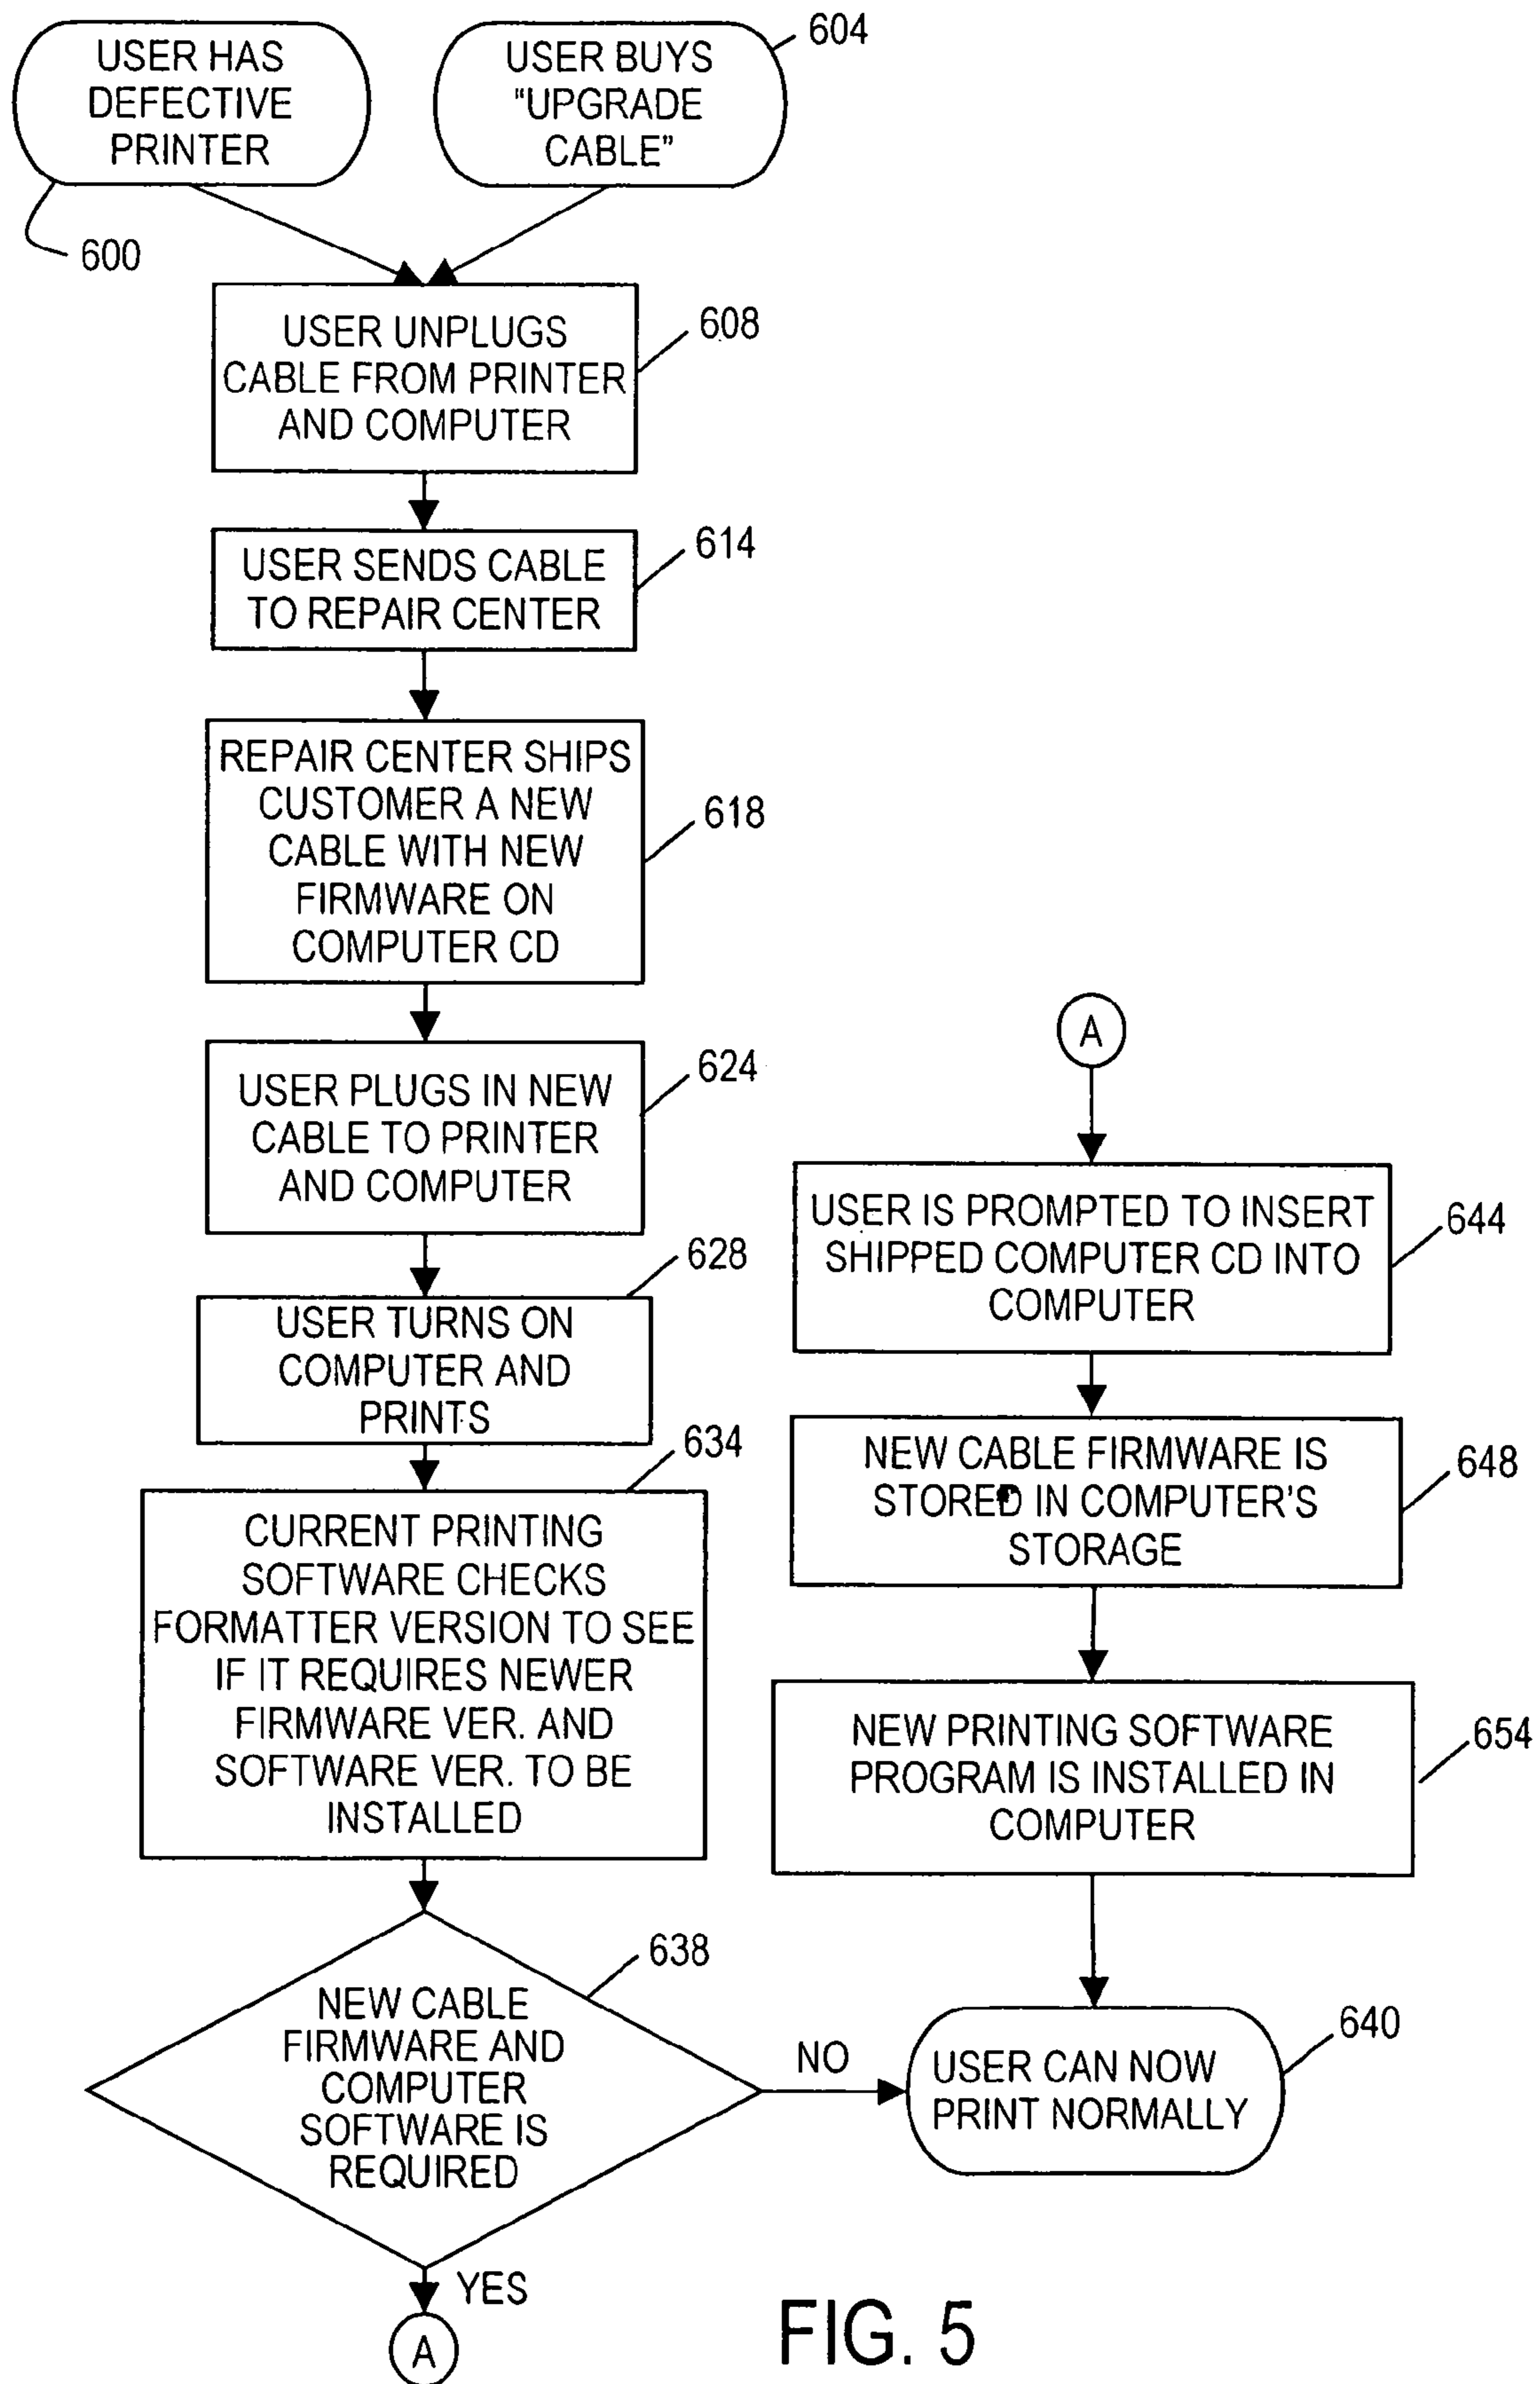 USER HAS
DEFECTIVE
PRINTER
600
USER BUYS
"UPGRADE
CABLE"
604
USER UNPLUGS
CABLE FROM PRINTER
AND COMPUTER
608
USER SENDS CABLE
TO REPAIR CENTER
614
REPAIR CENTER SHIPS
CUSTOMER A NEW
CABLE WITH NEW
FIRMWARE ON
COMPUTER CD
618
USER PLUGS IN NEW
CABLE TO PRINTER
AND COMPUTER
624
USER TURNS ON
COMPUTER AND
PRINTS
628
CURRENT PRINTING
SOFTWARE CHECKS
FORMATTER VERSION TO SEE
IF IT REQUIRES NEWER
FIRMWARE VER. AND
SOFTWARE VER. TO BE
INSTALLED
634
NEW CABLE
FIRMWARE AND
COMPUTER
SOFTWARE IS
REQUIRED
638
NO
YES
A
A
USER IS PROMPTED TO INSERT
SHIPPED COMPUTER CD INTO
COMPUTER
644
NEW CABLE FIRMWARE IS
STORED IN COMPUTER'S
STORAGE
648
NEW PRINTING SOFTWARE
PROGRAM IS INSTALLED IN
COMPUTER
654
USER CAN NOW
PRINT NORMALLY
640
FIG. 5